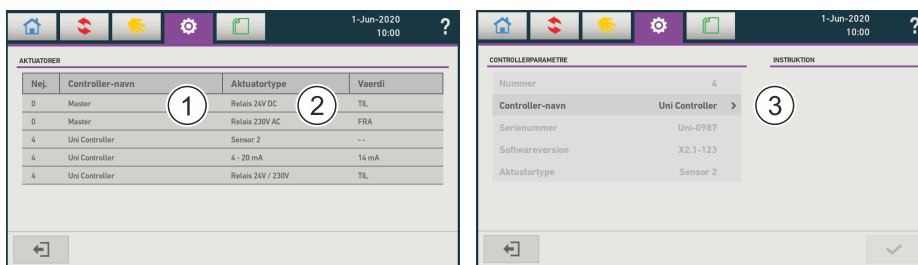 1-Jun-2020
10:00
?
AKTUATORER
Nej. Controller-navn Aktuatortype Vaerdi
0 Master Relais 24V DC TIL
0 Master Relais 230V AC FRA
4 Uni Controller Sensor 2 - -
4 Uni Controller 4 - 20 mA 14 mA
4 Uni Controller Relais 24V / 230V TIL
1
2
1-Jun-2020
10:00
?
CONTROLLERPARAMETRE
INSTRUKTION
Nummer 4
Controller-navn Uni Controller >
Serienummer Uni-0987
Softwareversion X2.1-123
Aktuatortype Sensor 2
3